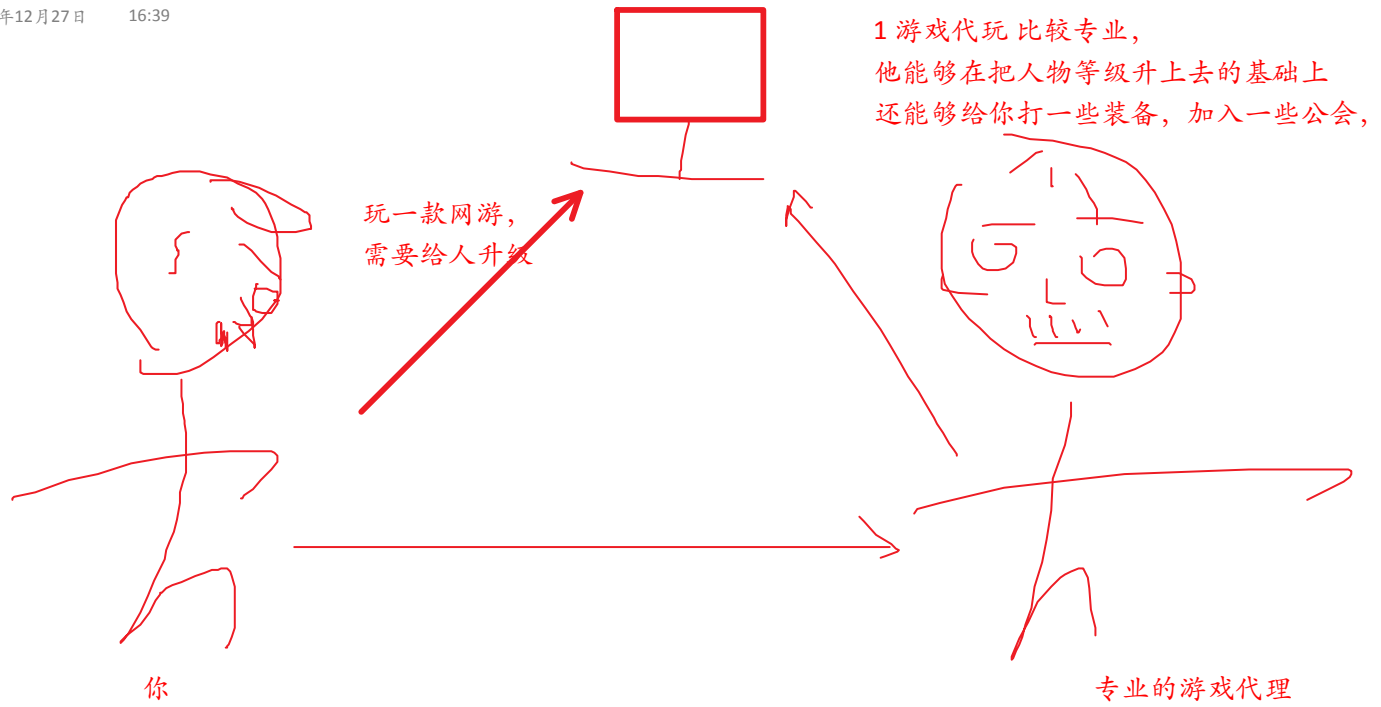 年12月27日 16:39
1 游戏代玩 比较专业，
他能够在把人物等级升上去的基础上
还能够给你打一些装备，加入一些公会，
玩一款网游，
需要给人升级
你
专业的游戏代理